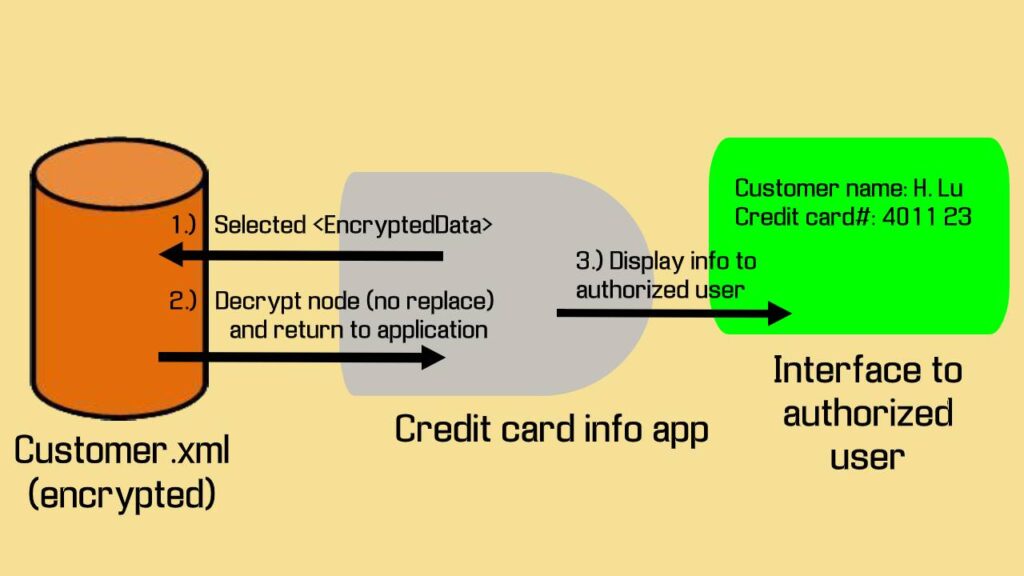 Customer name: H. Lu
Credit card#: 4011 23
1.) Selected <EncryptedData>
3.) Display info to
authorized user
2.) Decrypt node (no replace)
and return to application
Interface to
authorized
user
Credit card info app
Customer.xml
(encrypted)